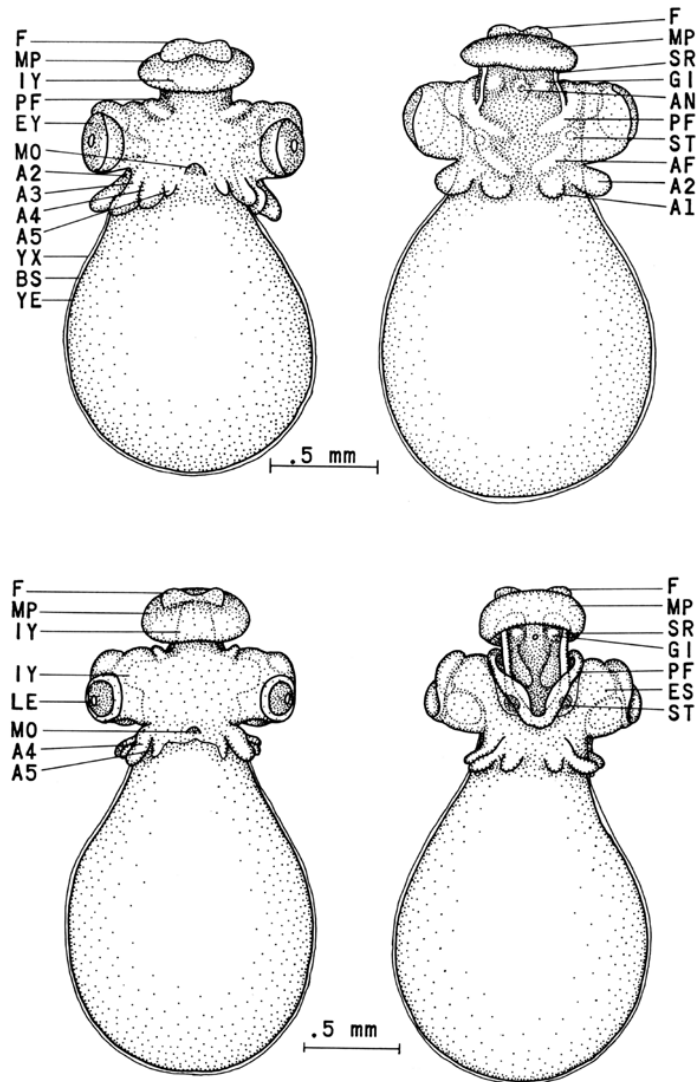 F
MP
IY
PF
EY
MO
A2
A3
A4
A5
YX
BS
YE
F
MP
SR
GI
AN
PF
ST
AF
A2
A1
.5 mm
F
MP
IY
IY
LE
MO
A4
A5
F
MP
SR
GI
PF
ES
ST
.5 mm